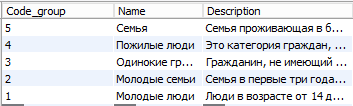 Code_group Name Description
5 Семья Семья проживающая в б...
4 Пожилые люди Это категория граждан, ...
3 Одинокие гр... Гражданин, не имеющий ...
2 Молодые семьи Семья в первые три года...
1 Молодые люди Люди в возрасте от 14 д...